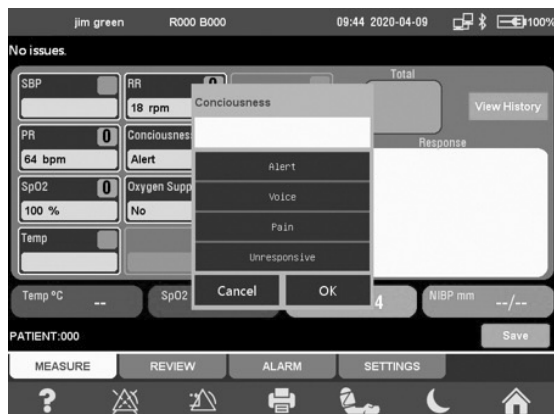 jim green R000 B000 09:44 2020-04-09 100%
No issues.
SBP
RR 0
18 rpm
Total
View History
PR 0
64 bpm
Conciousness
Alert
Response
SpO2 0
100 %
Oxygen Supp
No
Temp
Conciousness
Alert
Voice
Pain
Unresponsive
Cancel OK
Temp °C --
SpO2
4
NIBP mm --/--
PATIENT:000
Save
MEASURE REVIEW ALARM SETTINGS
?